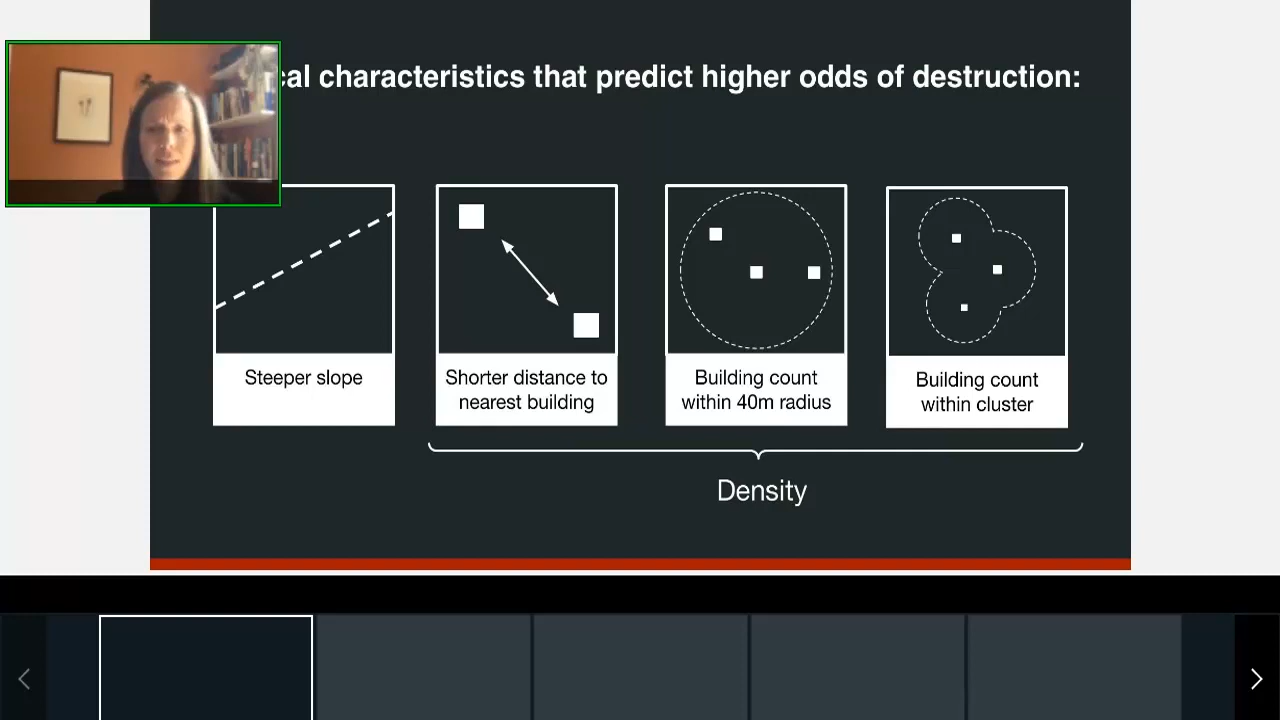 characteristics that predict higher odds of destruction:
Steeper slope
Shorter distance to
nearest building
Building count
within 40m radius
Building count
within cluster
Density